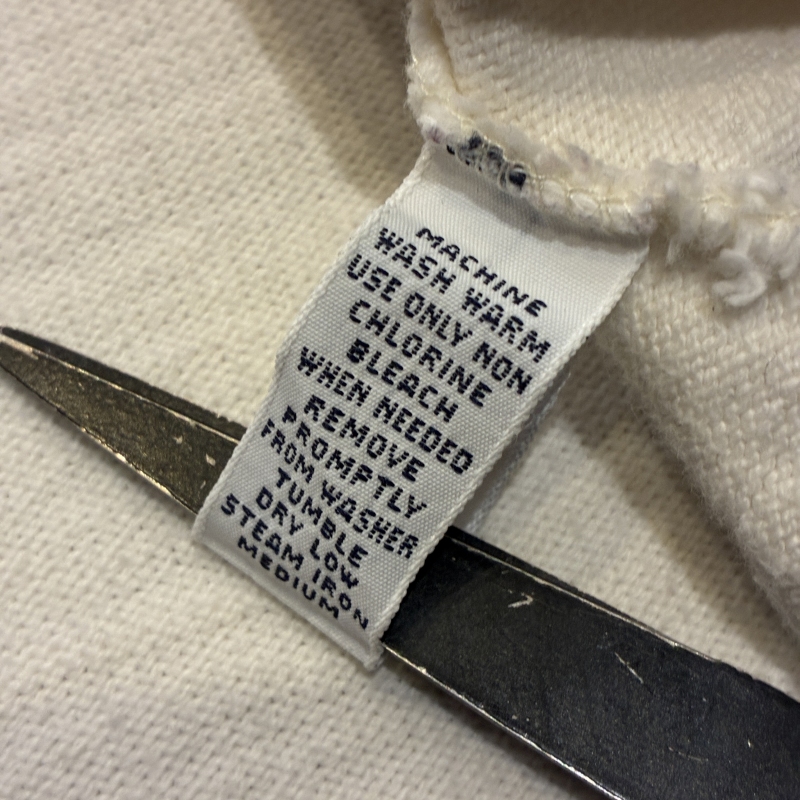 MACHINE
WASH WARM
USE ONLY NON
CHLORINE
BLEACH
WHEN NEEDED
REMOVE
PROMPTLY
FROM WASHER
TUMBLE
DRY LOW
STEAM IRON
MEDIUM